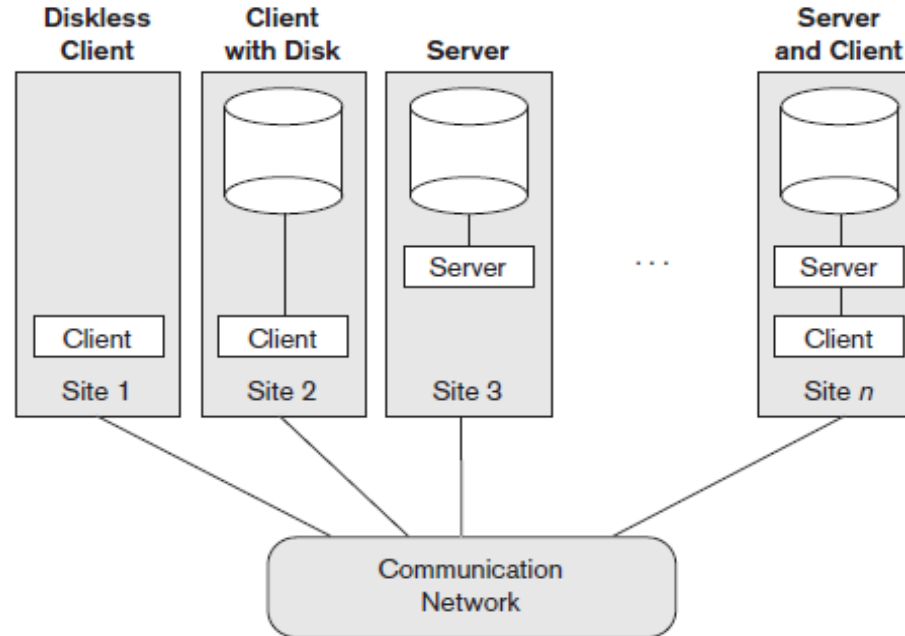 Diskless
Client
Client
with Disk
Server
Server
and Client
Client
Site 1
Client
Site 2
Server
Site 3
. . .
Server
Client
Site n
Communication
Network